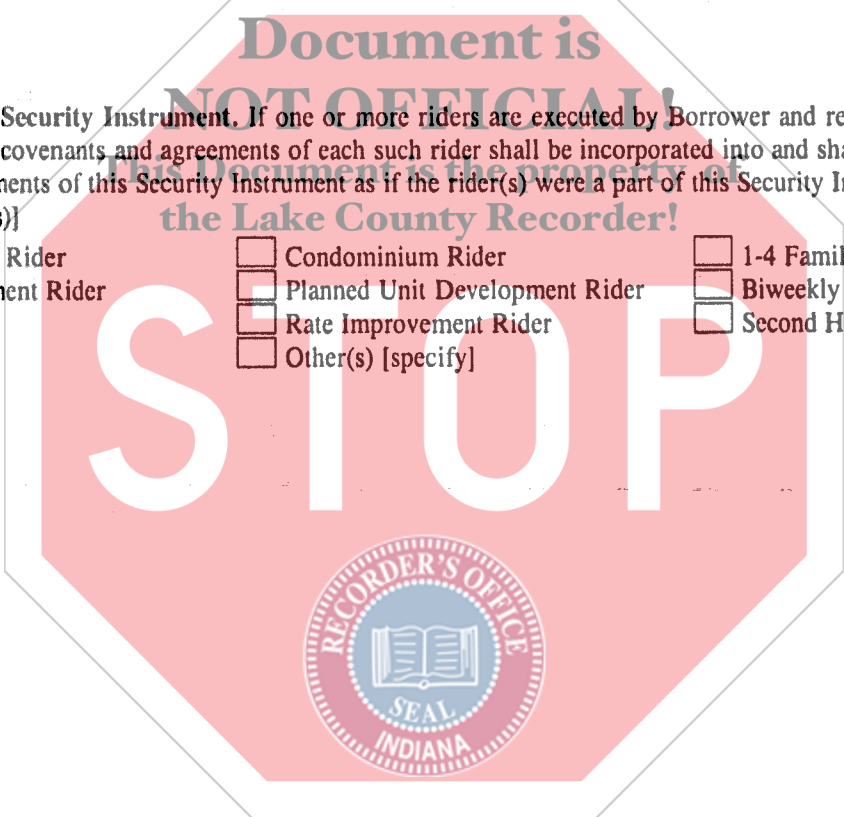 Document is
NOT OFFICIAL!
Security Instrument. If one or more riders are executed by Borrower and re
covenants and agreements of each such rider shall be incorporated into and sha
This Document is the property of
nents of this Security Instrument as if the rider(s) were a part of this Security I
the Lake County Recorder!
s)]
Rider Condominium Rider 1-4 Famil
ent Rider Planned Unit Development Rider Biweekly
Rate Improvement Rider Second H
Other(s) [specify]
STOP
RECORDER'S OFFICE
SEAL
INDIANA